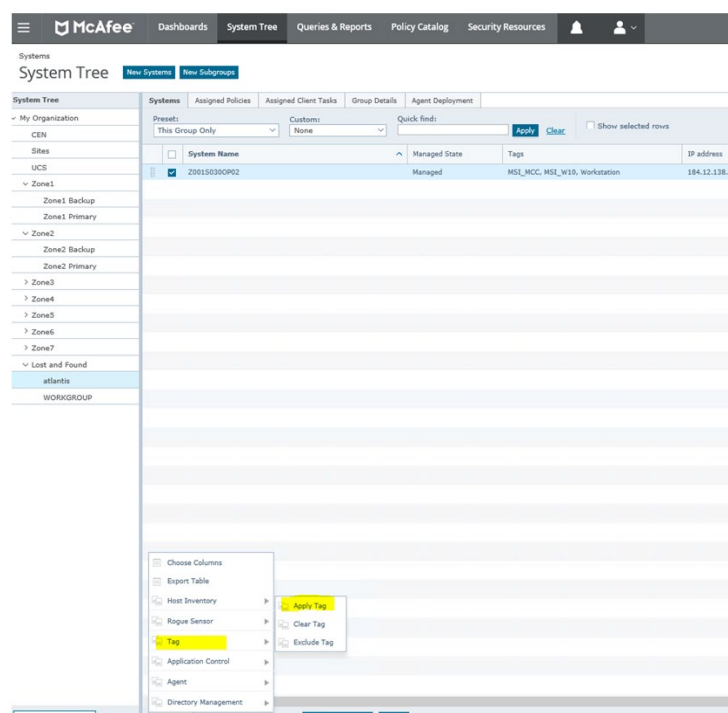 McAfee Dashboards System Tree Queries & Reports Policy Catalog Security Resources
Systems
System Tree New Systems New Subgroups
System Tree
My Organization
CEN
Sites
UCS
Zone1
Zone1 Backup
Zone1 Primary
Zone2
Zone2 Backup
Zone2 Primary
Zone3
Zone4
Zone5
Zone6
Zone7
Lost and Found
atlantis
WORKGROUP
Systems Assigned Policies Assigned Client Tasks Group Details Agent Deployment
Preset: Custom: Quick find:
This Group Only None Apply Clear Show selected rows
System Name Managed State Tags IP address
Z001S030OP02 Managed MSI_MCC, MSI_W10, Workstation 184.12.138.
Choose Columns
Export Table
Host Inventory
Rogue Sensor
Tag
Application Control
Agent
Directory Management
Apply Tag
Clear Tag
Exclude Tag